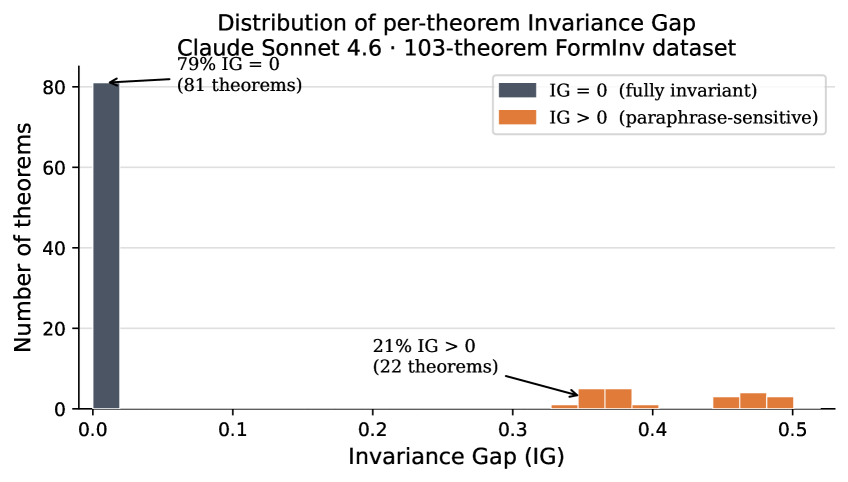 Distribution of per-theorem Invariance Gap
Claude Sonnet 4.6 · 103-theorem FormInv dataset
79% IG = 0
(81 theorems)
IG = 0 (fully invariant)
IG > 0 (paraphrase-sensitive)
Number of theorems
80
60
40
20
0
21% IG > 0
(22 theorems)
0.0
0.1
0.2
0.3
0.4
0.5
Invariance Gap (IG)